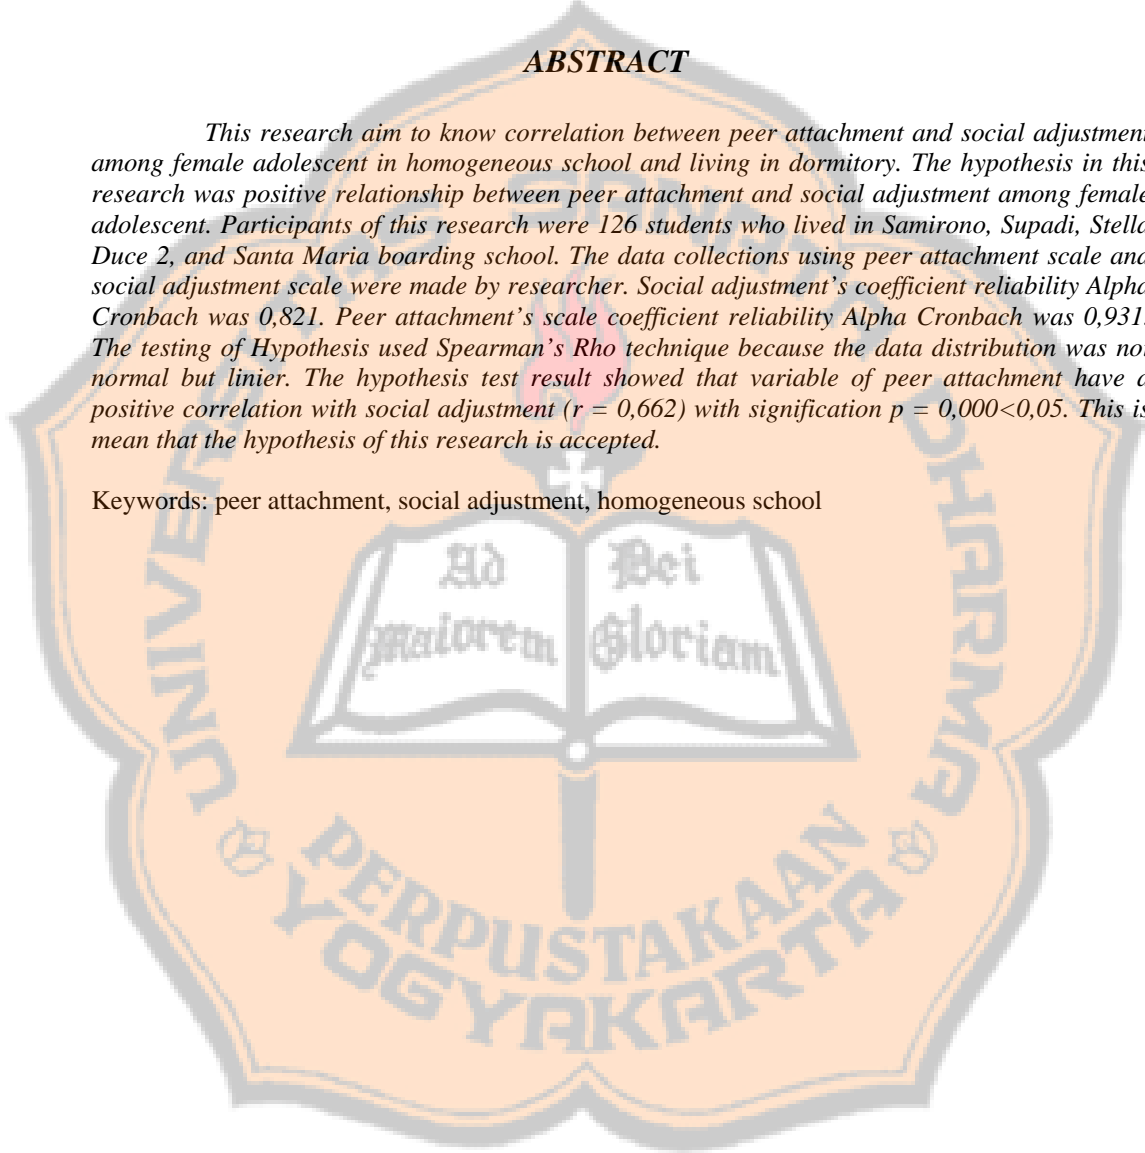 ABSTRACT
This research aim to know correlation between peer attachment and social adjustment
among female adolescent in homogeneous school and living in dormitory. The hypothesis in this
research was positive relationship between peer attachment and social adjustment among female
adolescent. Participants of this research were 126 students who lived in Samirono, Supadi, Stella
Duce 2, and Santa Maria boarding school. The data collections using peer attachment scale and
social adjustment scale were made by researcher. Social adjustment's coefficient reliability Alpha
Cronbach was 0,821. Peer attachment's scale coefficient reliability Alpha Cronbach was 0,931.
The testing of Hypothesis used Spearman's Rho technique because the data distribution was not
normal but linier. The hypothesis test result showed that variable of peer attachment have a
positive correlation with social adjustment (r = 0,662) with signification p = 0,000<0,05. This is
mean that the hypothesis of this research is accepted.
Keywords: peer attachment, social adjustment, homogeneous school
UNIVERSITAS SANATA DHARMA
Ad Dei
maiorem Gloriam
PERPUSTAKAAN
YOGYAKARTA